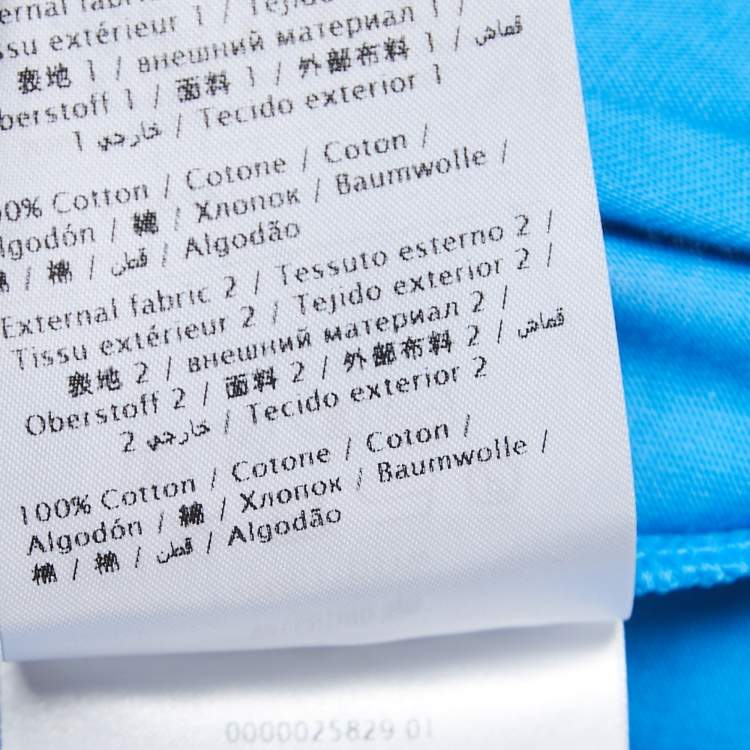 ssu extérieur 1 / Tejido
表地 1 / внешний материал 1 /
berstoff 1 / 面料 1 / 外部布料 1 / قماش
خارجي 1 / Tecido exterior 1
00% Cotton / Cotone / Coton /
lgodón / 綿 / Хлопок / Baumwolle /
棉 / 棉 / قطن / Algodão
External fabric 2 / Tessuto esterno 2 /
Tissu extérieur 2 / Tejido exterior 2 /
表地 2 / внешний материал 2 /
Oberstoff 2 / 面料 2 / 外部布料 2 / قماش
خارجي 2 / Tecido exterior 2
100% Cotton / Cotone / Coton /
Algodón / 綿 / Хлопок / Baumwolle /
棉 / 棉 / قطن / Algodão
0000025829 01